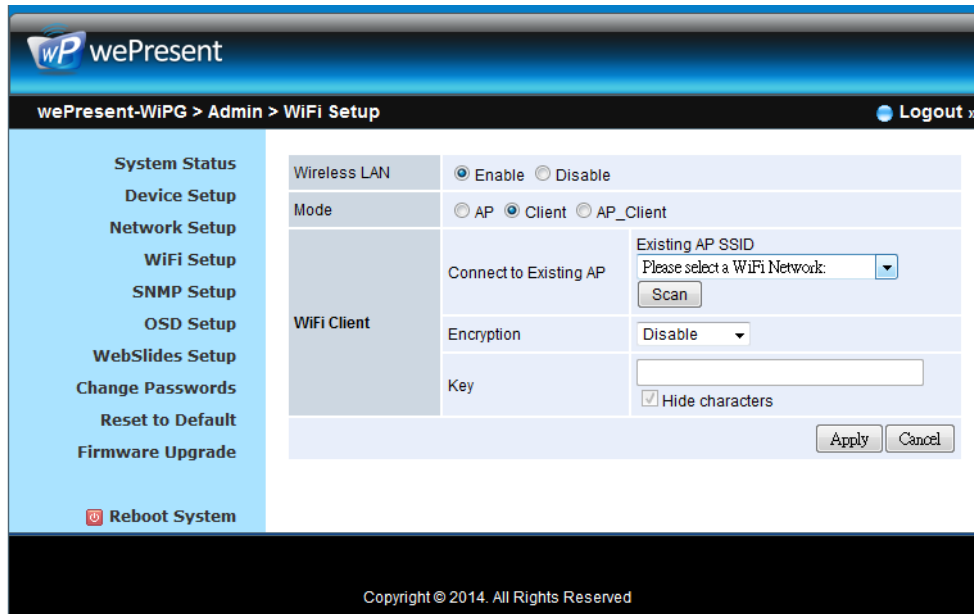 wP wePresent
wePresent-WiPG > Admin > WiFi Setup
Logout x
System Status
Device Setup
Network Setup
WiFi Setup
SNMP Setup
OSD Setup
WebSlides Setup
Change Passwords
Reset to Default
Firmware Upgrade
Reboot System
Wireless LAN
Enable Disable
Mode
AP Client AP_Client
WiFi Client
Connect to Existing AP
Existing AP SSID
Please select a WiFi Network:
Scan
Encryption
Disable
Key
Hide characters
Apply Cancel
Copyright © 2014. All Rights Reserved